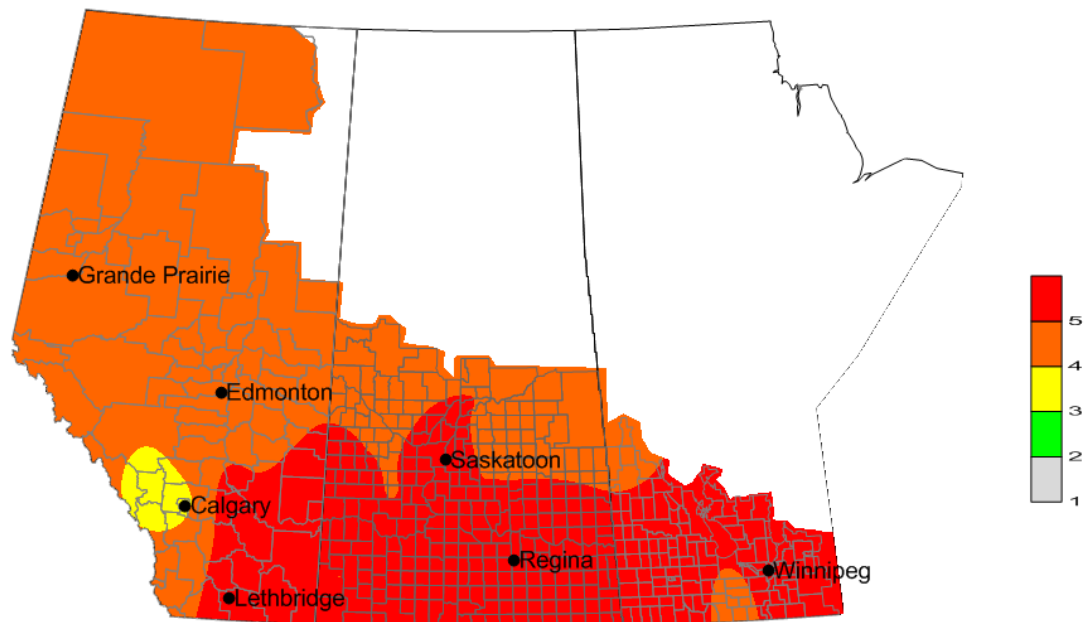 Grande Prairie
Edmonton
Saskatoon
Calgary
Regina
Winnipeg
Lethbridge
5
4
3
2
1